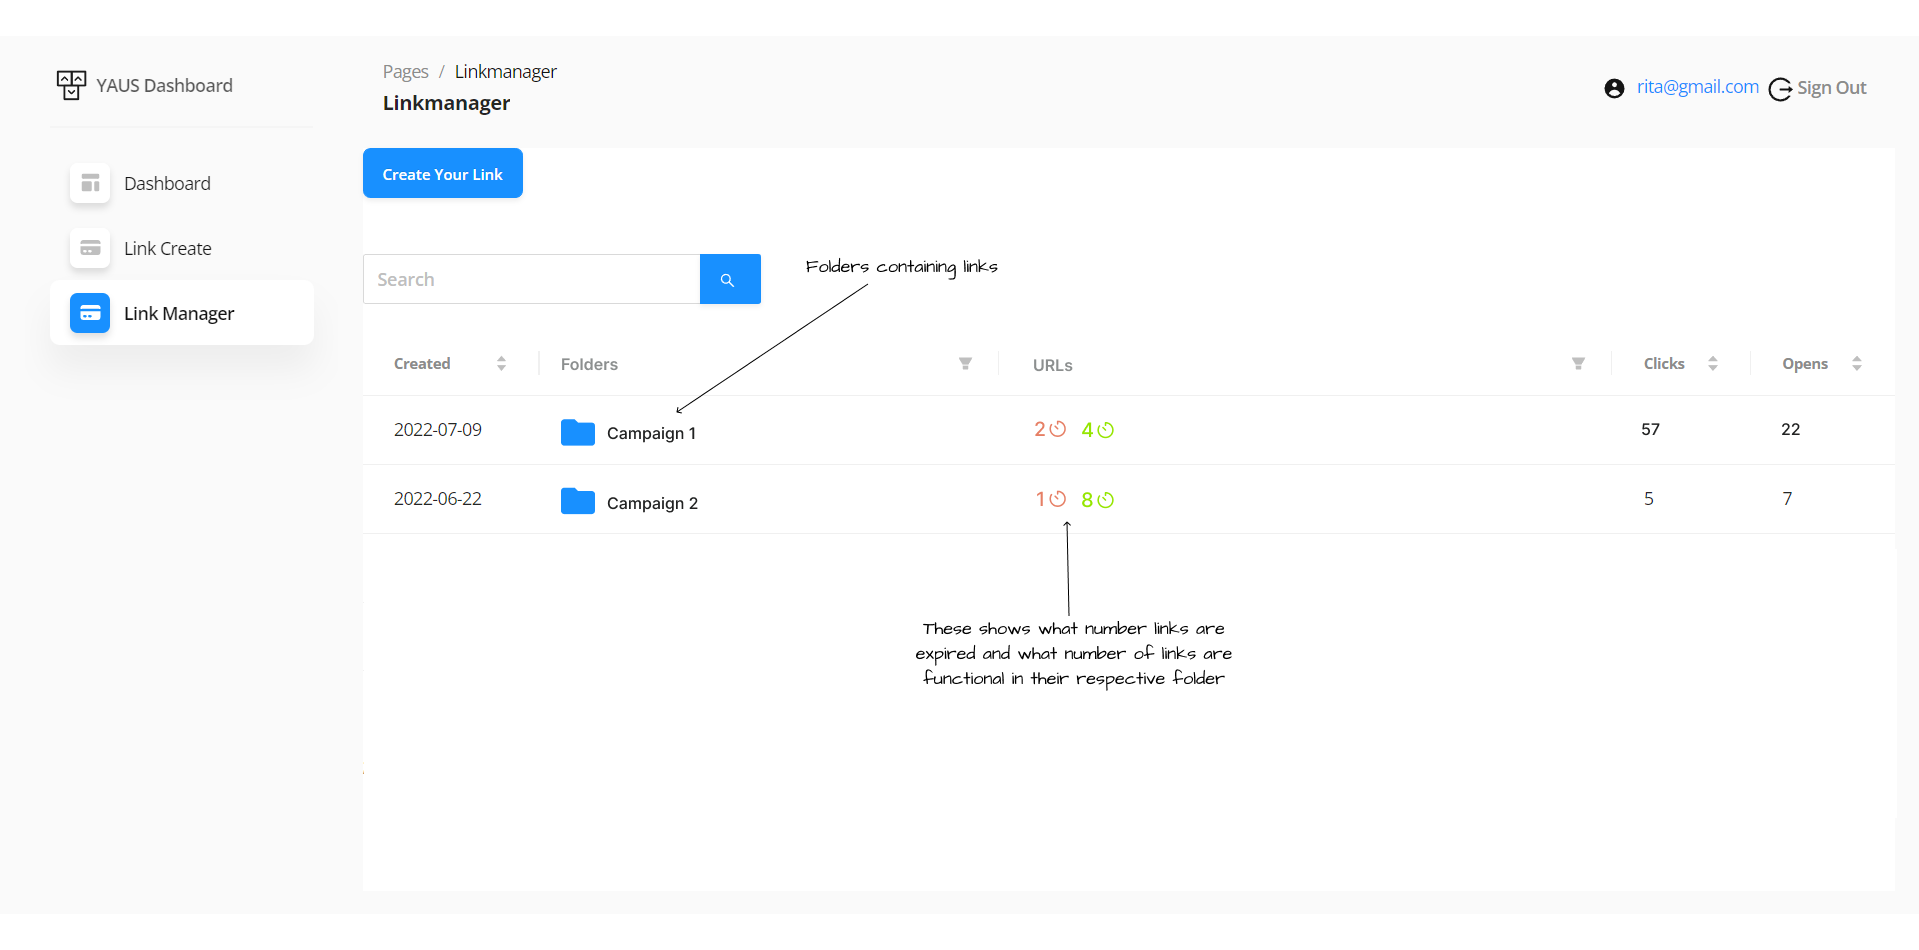 YAUS Dashboard
Pages / Linkmanager
Linkmanager
rita@gmail.com
Sign Out
Dashboard
Link Create
Link Manager
Create Your Link
Search
Folders containing links
Created Folders URLs Clicks Opens
2022-07-09 Campaign 1 2 4 57 22
2022-06-22 Campaign 2 1 8 5 7
These shows what number links are
expired and what number of links are
functional in their respective folder